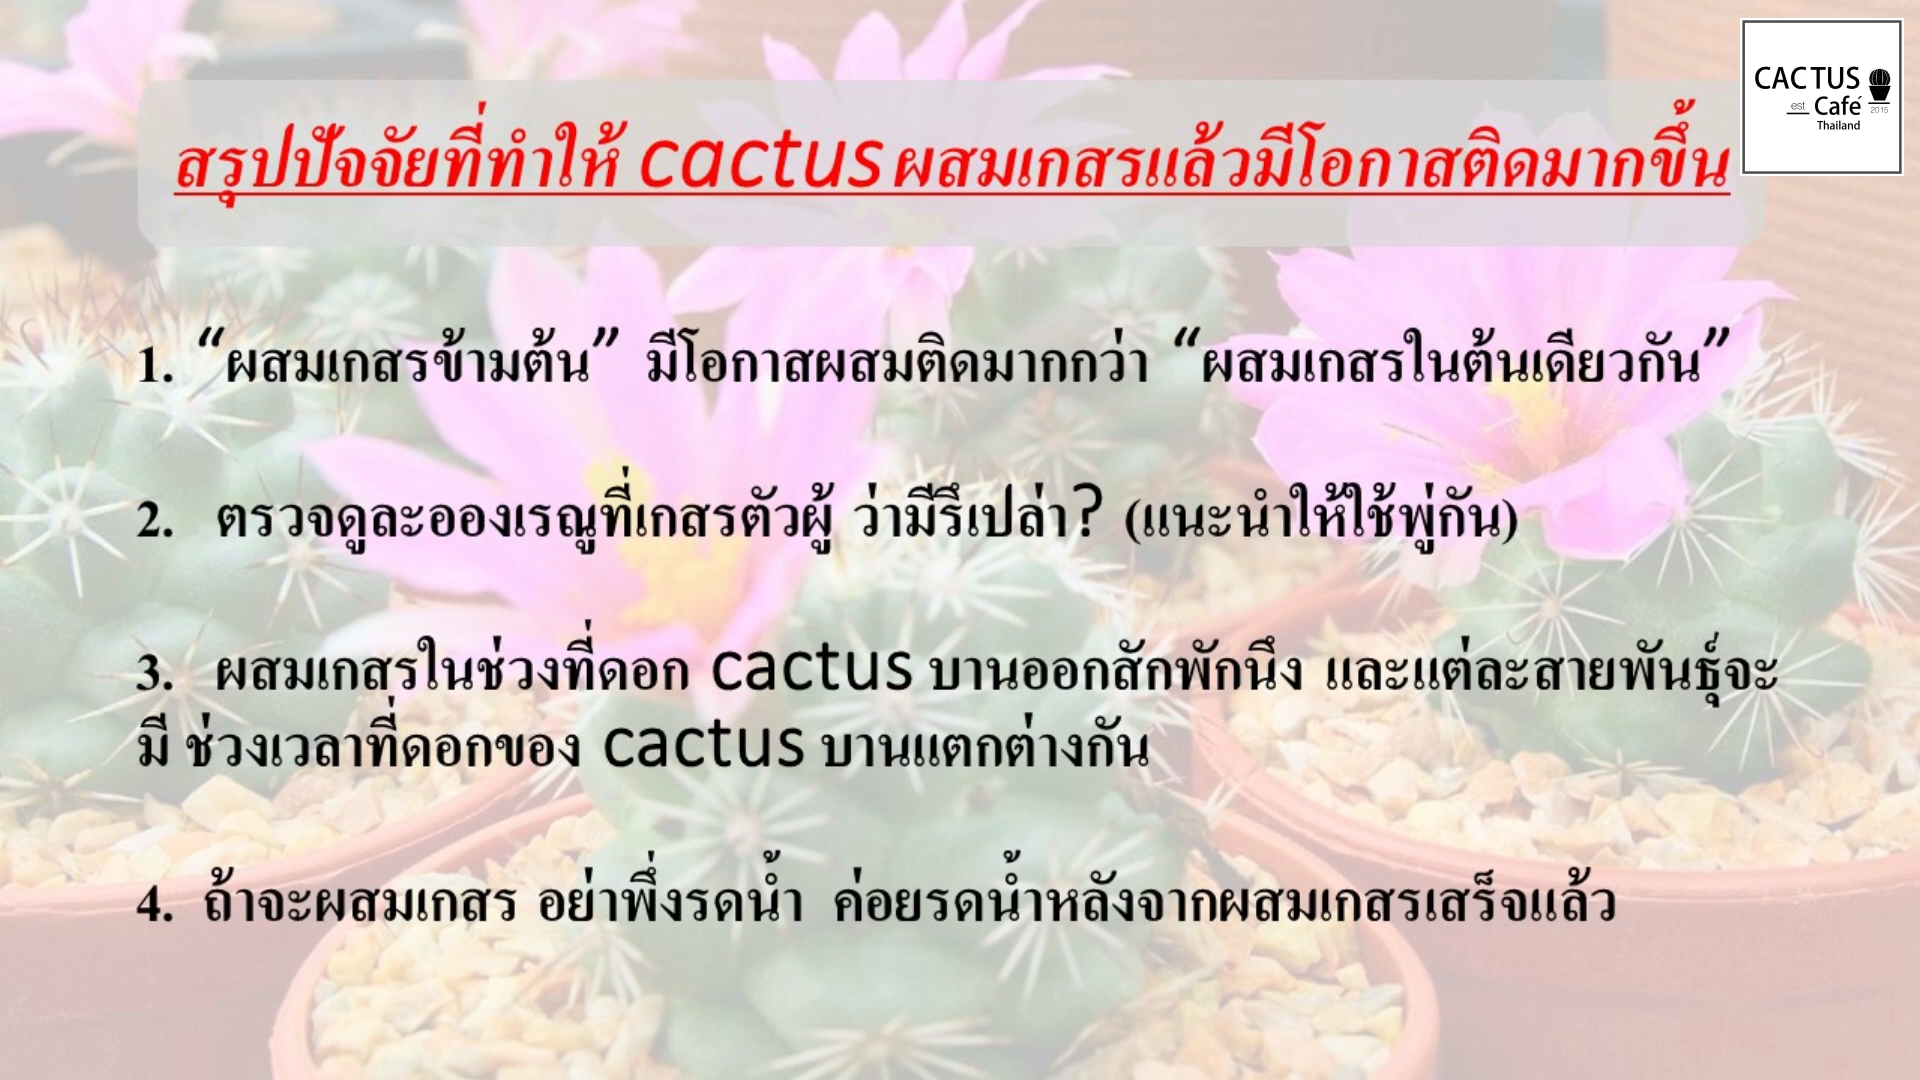 CACTUS
est Café 2015
Thailand
สรุปปัจจัยที่ทำให้ cactus ผสมเกสรแล้วมีโอกาสติดมากขึ้น
1. “ผสมเกสรข้ามต้น” มีโอกาสผสมติดมากกว่า “ผสมเกสรในต้นเดียวกัน”
2. ตรวจดูละอองเรณูที่เกสรตัวผู้ ว่ามีรึเปล่า? (แนะนำให้ใช้พู่กัน)
3. ผสมเกสรในช่วงที่ดอก cactus บานออกสักพักนึง และแต่ละสายพันธุ์จะ
มี ช่วงเวลาที่ดอกของ cactus บานแตกต่างกัน
4. ถ้าจะผสมเกสร อย่าพึ่งรดน้ำ ค่อยรดน้ำหลังจากผสมเกสรเสร็จแล้ว